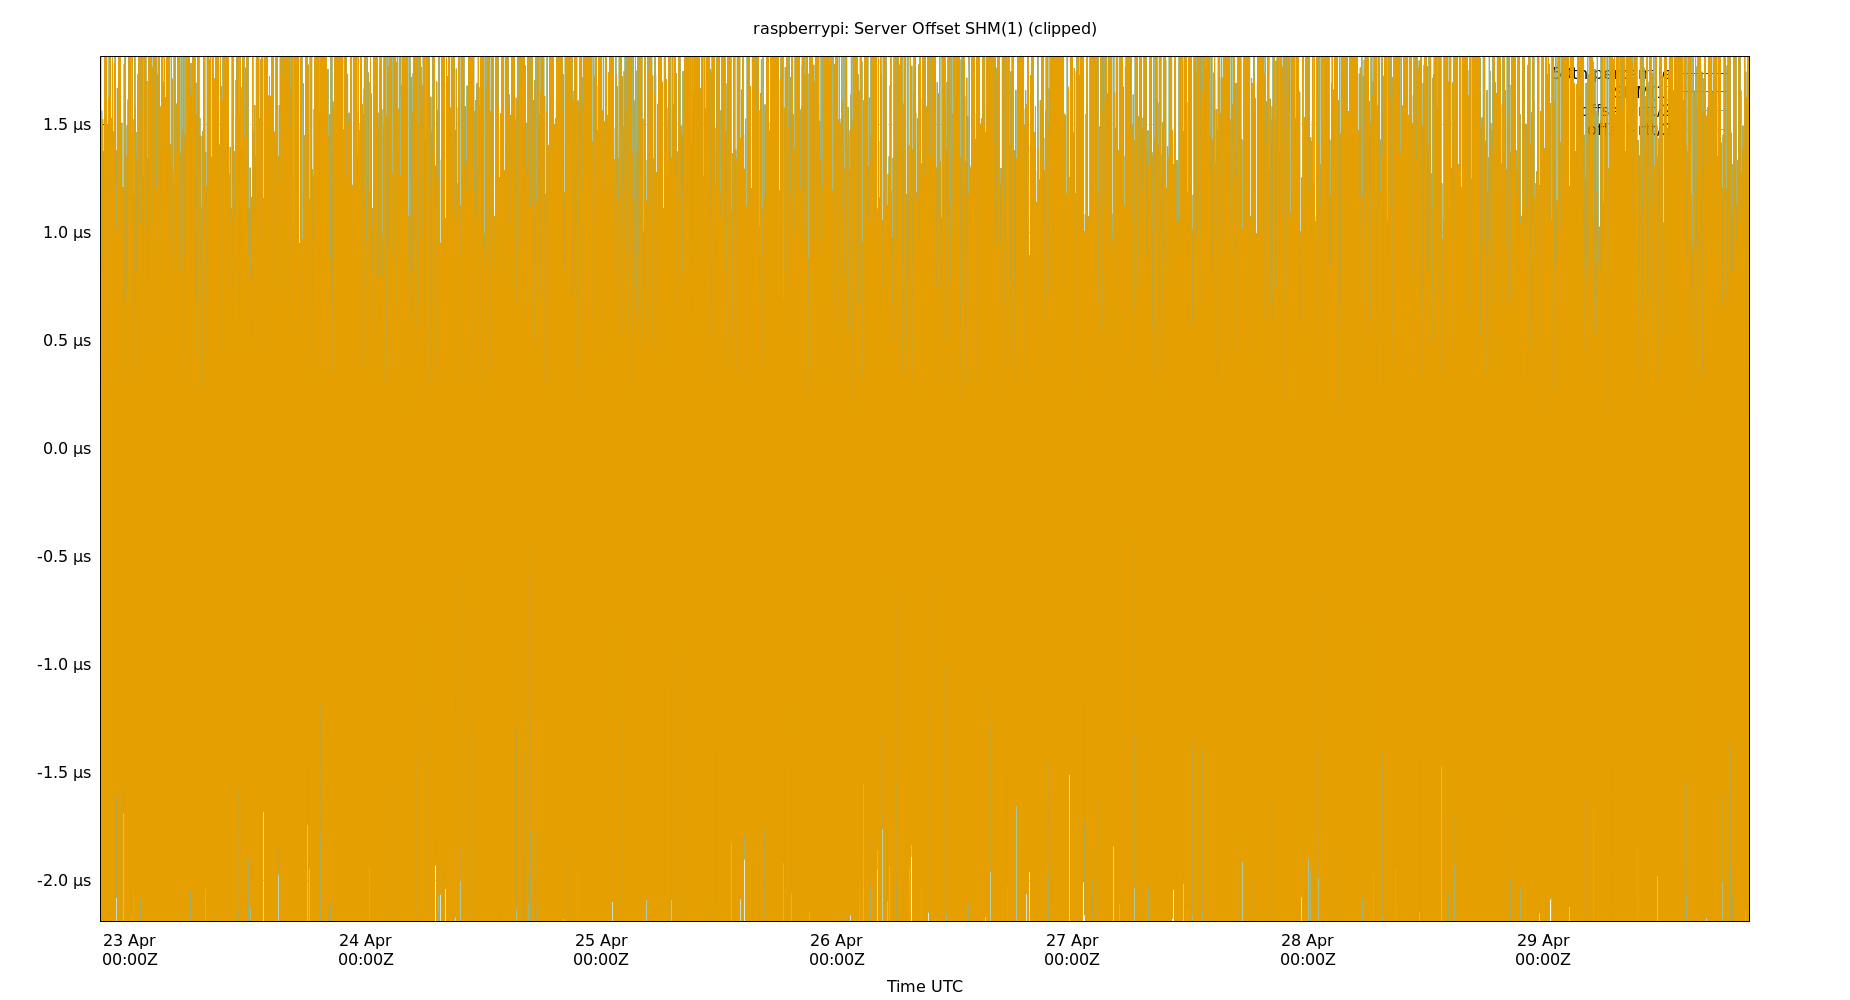 raspberrypi: Server Offset SHM(1) (clipped)
1.5 µs
1.0 µs
0.5 µs
0.0 µs
-0.5 µs
-1.0 µs
-1.5 µs
-2.0 µs
23 Apr 24 Apr 25 Apr 26 Apr 27 Apr 28 Apr 29 Apr
00:00Z 00:00Z 00:00Z 00:00Z 00:00Z 00:00Z 00:00Z
Time UTC